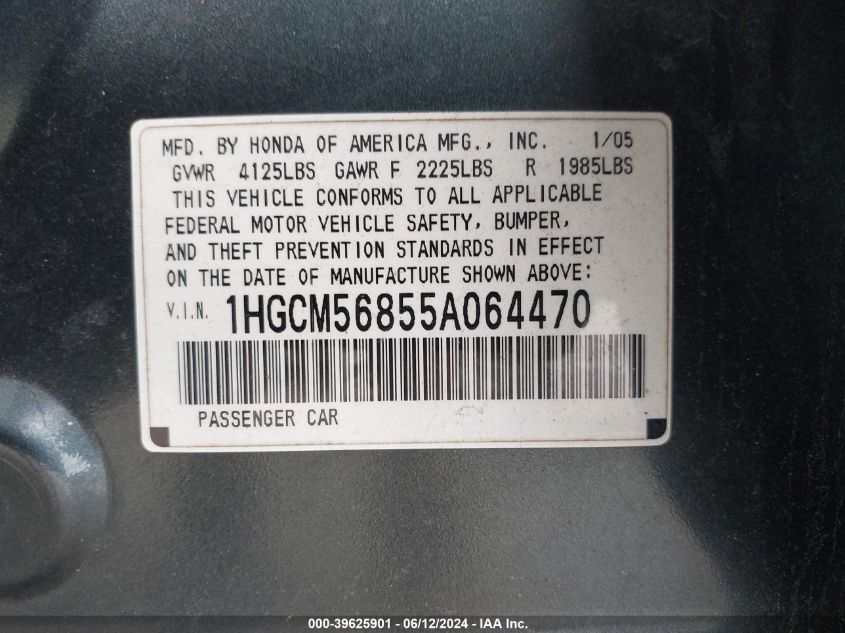 MFD. BY HONDA OF AMERICA MFG., INC. 1/05
GVWR 4125LBS GAWR F 2225LBS R 1985LBS
THIS VEHICLE CONFORMS TO ALL APPLICABLE
FEDERAL MOTOR VEHICLE SAFETY, BUMPER,
AND THEFT PREVENTION STANDARDS IN EFFECT
ON THE DATE OF MANUFACTURE SHOWN ABOVE:
V.I.N. 1HGCM56855A064470
PASSENGER CAR
000-39625901 - 06/12/2024 - IAA Inc.